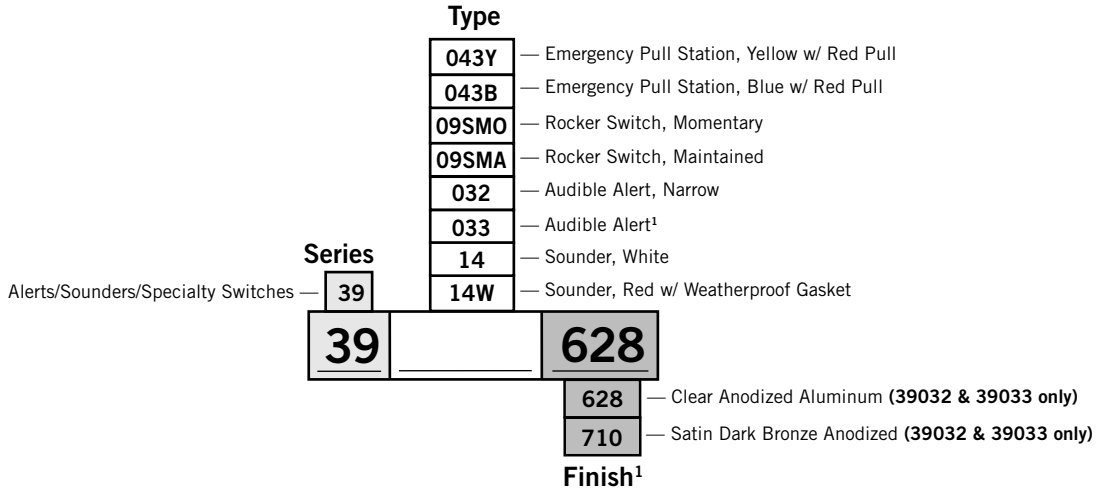 Type
043Y — Emergency Pull Station, Yellow w/ Red Pull
043B — Emergency Pull Station, Blue w/ Red Pull
09SMO — Rocker Switch, Momentary
09SMA — Rocker Switch, Maintained
032 — Audible Alert, Narrow
033 — Audible Alert¹
Series
14 — Sounder, White
Alerts/Sounders/Specialty Switches — 39
14W — Sounder, Red w/ Weatherproof Gasket
39 628
628 — Clear Anodized Aluminum (39032 & 39033 only)
710 — Satin Dark Bronze Anodized (39032 & 39033 only)
Finish¹